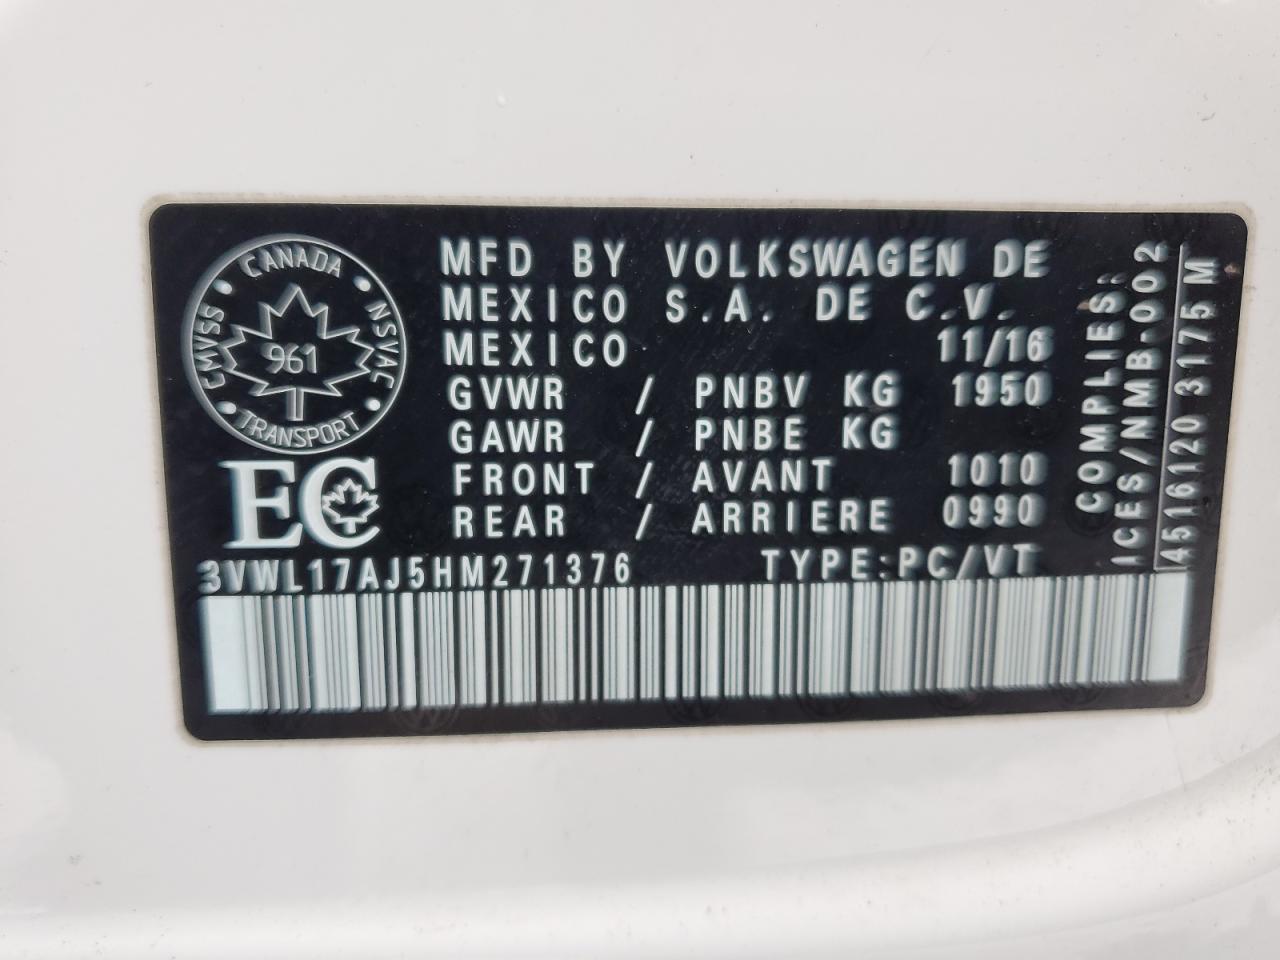 CANADA
CMVSS • NSVAC
961
TRANSPORT
EC
MFD BY VOLKSWAGEN DE
MEXICO S.A. DE C.V.
MEXICO 11/16
GVWR / PNBV KG 1950
GAWR / PNBE KG
FRONT / AVANT 1010
REAR / ARRIERE 0990
3VWL17AJ5HM271376 TYPE:PC/VT
COMPLIES:
ICES/NMB-002
4516120 3175 M